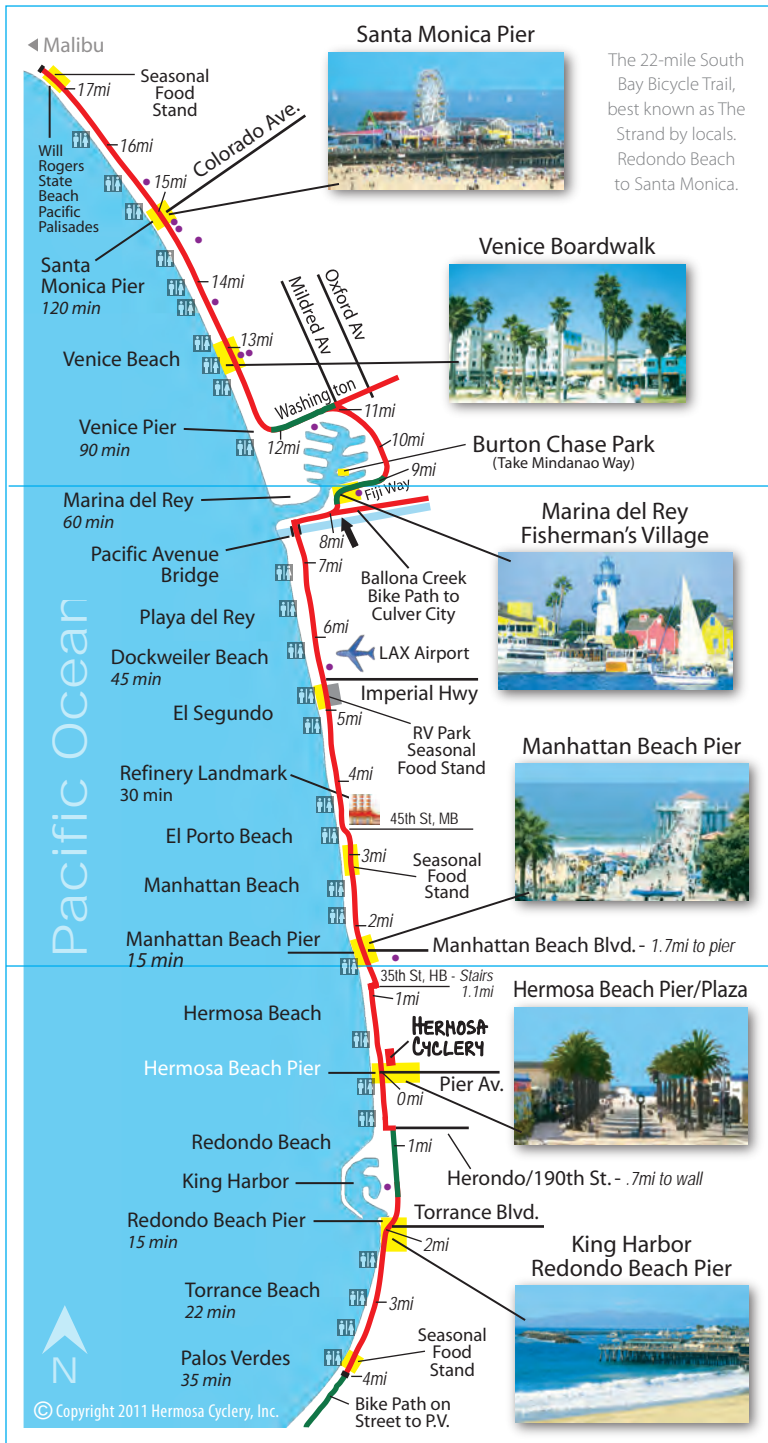 Malibu
Santa Monica Pier
The 22-mile South
Bay Bicycle Trail,
best known as The
Strand by locals.
Redondo Beach
to Santa Monica.
Seasonal
Food
Stand
17mi
Will
Rogers
State
Beach
Pacific
Palisades
16mi
Colorado Ave.
15mi
Santa
Monica Pier
120 min
14mi
Venice Boardwalk
Mildred Av
Oxford Av
13mi
Venice Beach
Washington
11mi
Venice Pier
90 min
12mi
10mi
Burton Chase Park
(Take Mindanao Way)
9mi
Fiji Way
Marina del Rey
60 min
Marina del Rey
Fisherman's Village
8mi
Pacific Avenue
Bridge
7mi
Ballona Creek
Bike Path to
Culver City
Playa del Rey
6mi
Dockweiler Beach
45 min
LAX Airport
Imperial Hwy
El Segundo
5mi
RV Park
Seasonal
Food Stand
Pacific Ocean
Manhattan Beach Pier
Refinery Landmark
30 min
4mi
45th St, MB
El Porto Beach
3mi
Seasonal
Food
Stand
Manhattan Beach
2mi
Manhattan Beach Pier
15 min
Manhattan Beach Blvd. - 1.7mi to pier
35th St, HB - Stairs
1.1mi
1mi
Hermosa Beach Pier/Plaza
Hermosa Beach
HERMOSA
CYCLERY
Hermosa Beach Pier
Pier Av.
0mi
Redondo Beach
1mi
King Harbor
Herondo/190th St. - .7mi to wall
Redondo Beach Pier
15 min
Torrance Blvd.
2mi
King Harbor
Redondo Beach Pier
Torrance Beach
22 min
3mi
N
Palos Verdes
35 min
Seasonal
Food
Stand
4mi
Bike Path on
Street to P.V.
© Copyright 2011 Hermosa Cyclery, Inc.